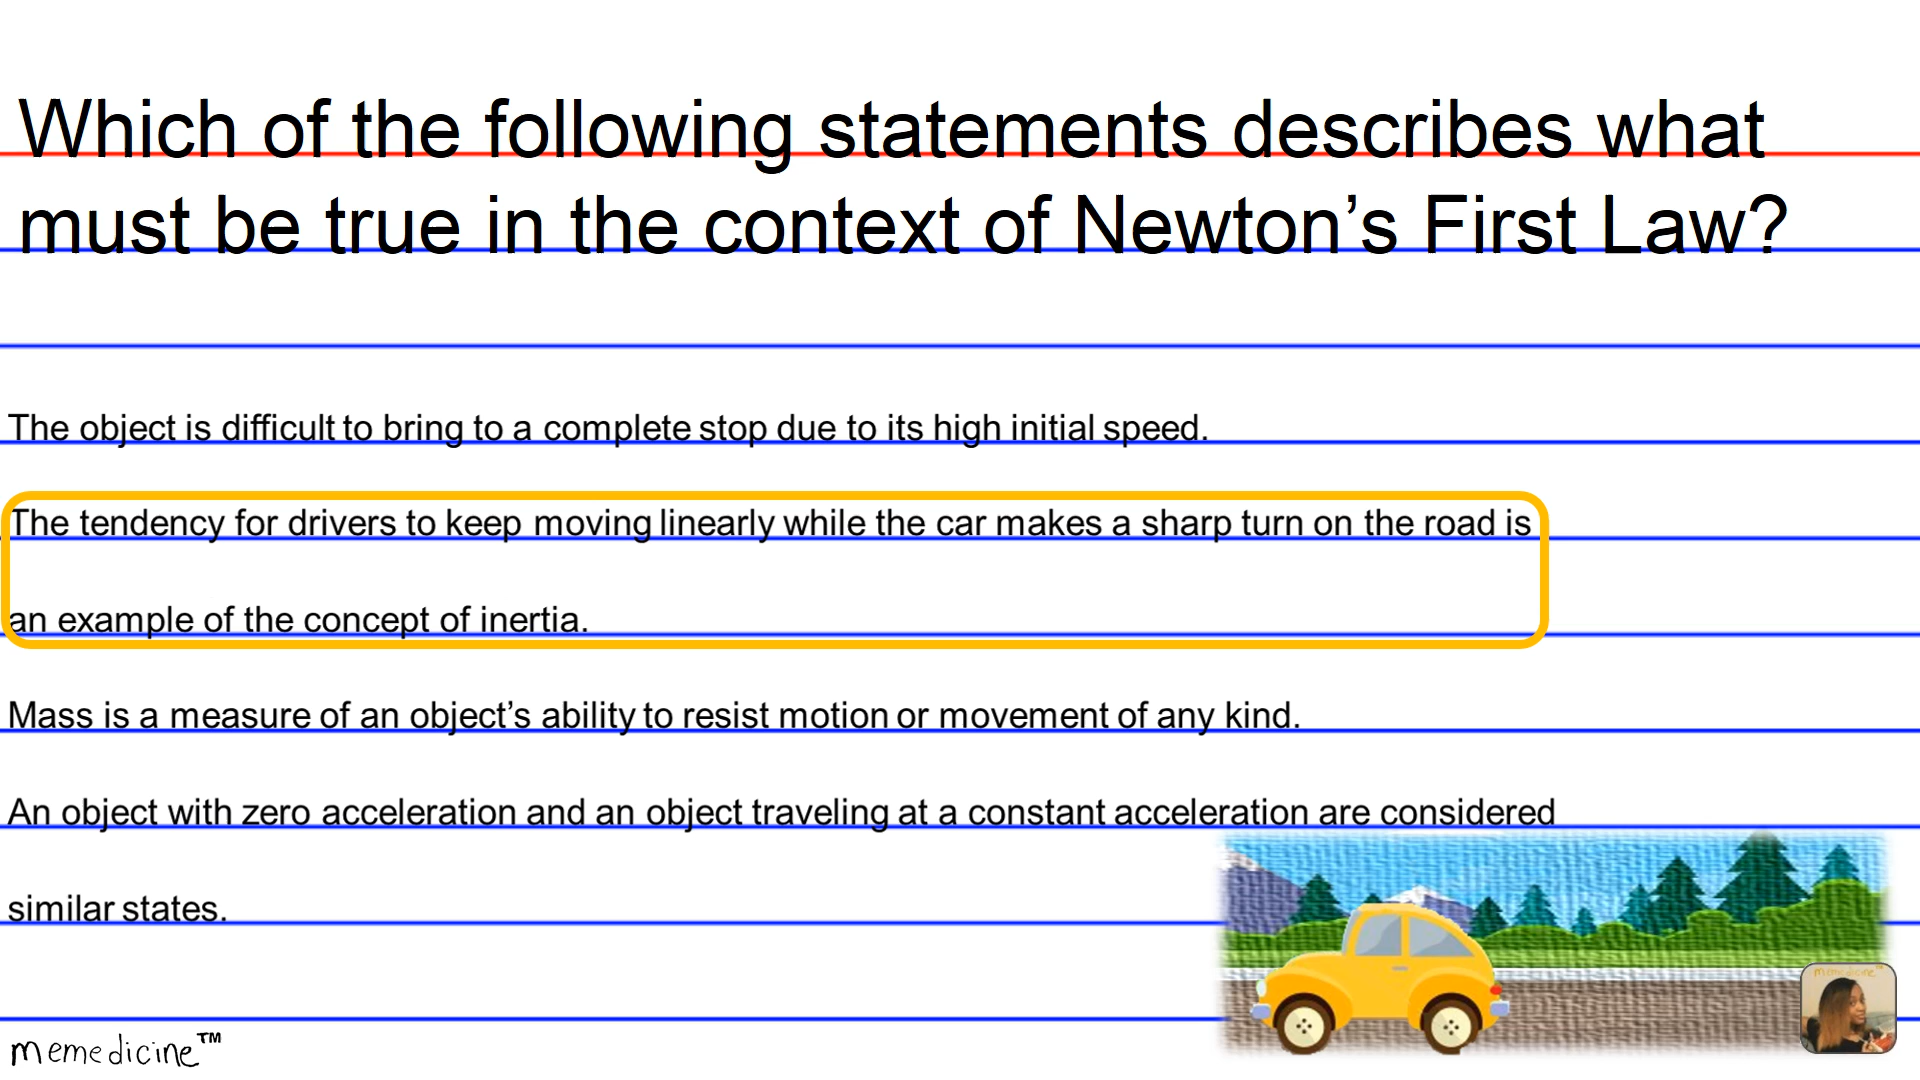 Which of the following statements describes what
must be true in the context of Newton’s First Law?
The object is difficult to bring to a complete stop due to its high initial speed.
The tendency for drivers to keep moving linearly while the car makes a sharp turn on the road is
an example of the concept of inertia.
Mass is a measure of an object’s ability to resist motion or movement of any kind.
An object with zero acceleration and an object traveling at a constant acceleration are considered
similar states.
memedicine™
memedicine™